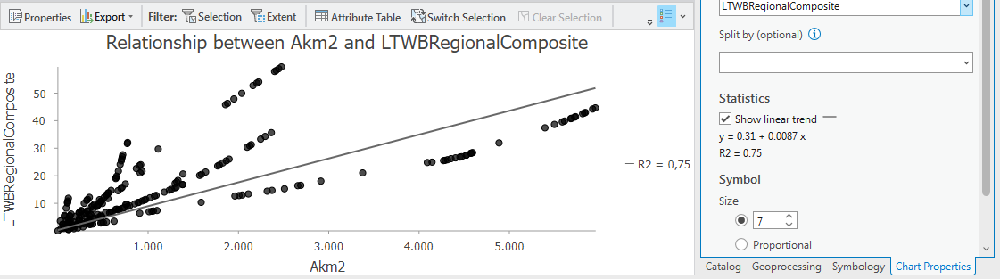 Properties Export Filter: Selection Extent Attribute Table Switch Selection Clear Selection
Relationship between Akm2 and LTWBRegionalComposite
LTWBRegionalComposite
50
40
30
20
10
1.000 2.000 3.000 4.000 5.000
Akm2
R2 = 0,75
LTWBRegionalComposite
Split by (optional)
Statistics
Show linear trend
y = 0.31 + 0.0087 x
R2 = 0.75
Symbol
Size
7
Proportional
Catalog Geoprocessing Symbology Chart Properties